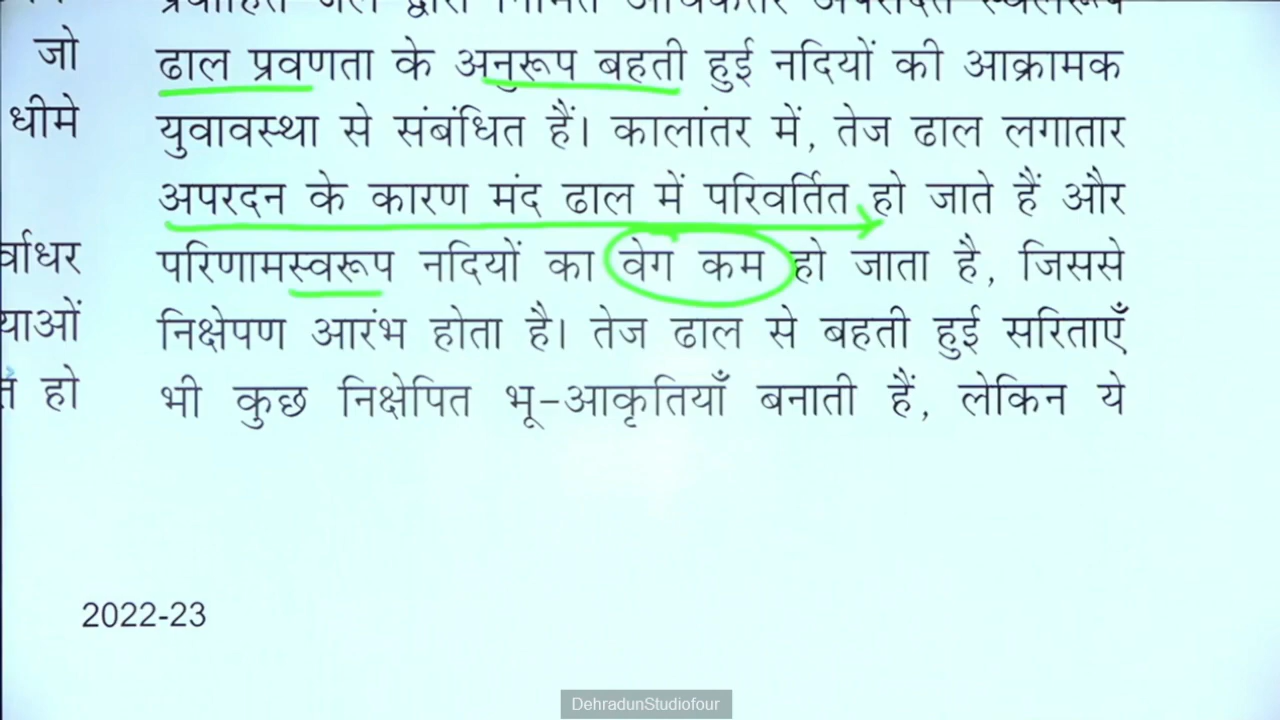 जो
धीमे
र्वाधर
हो
ढाल प्रवणता के अनुरूप बहती हुई नदियों की आक्रामक
युवावस्था से संबंधित हैं। कालांतर में, तेज ढाल लगातार
अपरदन के कारण मंद ढाल में परिवर्तित हो जाते हैं और
परिणामस्वरूप नदियों का वेग कम हो जाता है, जिससे
निक्षेपण आरंभ होता है। तेज ढाल से बहती हुई सरिताएँ
भी कुछ निक्षेपित भू-आकृतियाँ बनाती हैं, लेकिन ये
2022-23
DehradunStudiofour